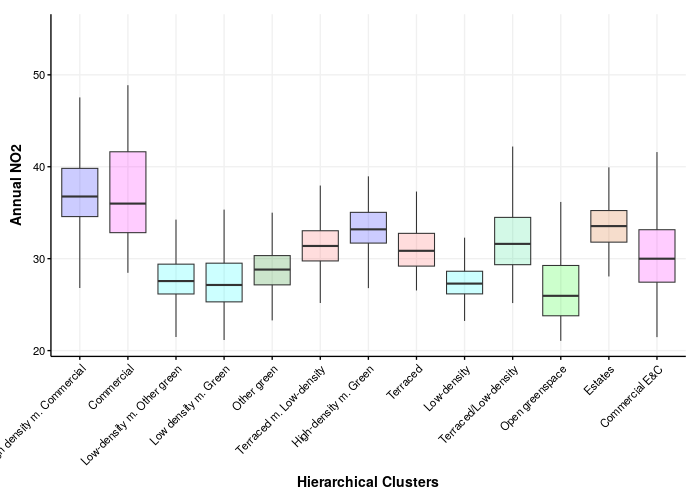 Annual NO2
50
40
30
20
density m. Commercial
Commercial
Low-density m. Other green
Low density m. Green
Other green
Terraced m. Low-density
High-density m. Green
Terraced
Low-density
Terraced/Low-density
Open greenspace
Estates
Commercial E&C
Hierarchical Clusters